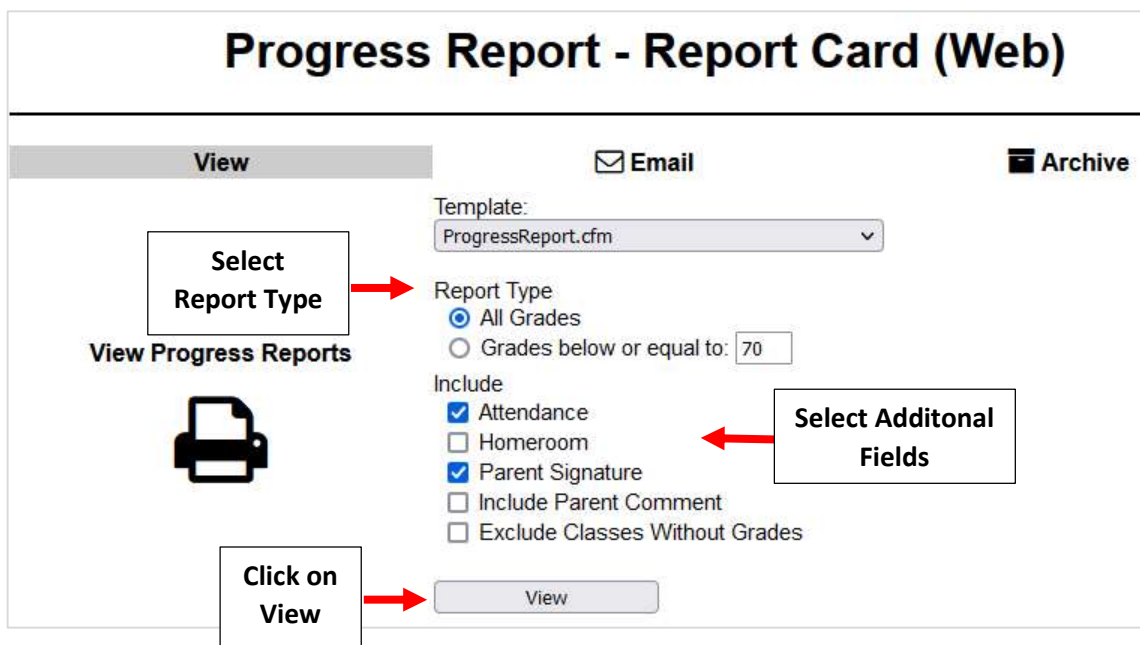 Progress Report - Report Card (Web)
View
Email
Archive
Template:
ProgressReport.cfm
Select
Report Type
Report Type
All Grades
Grades below or equal to: 70
View Progress Reports
Include
Attendance
Homeroom
Parent Signature
Include Parent Comment
Exclude Classes Without Grades
Select Additonal
Fields
Click on
View
View